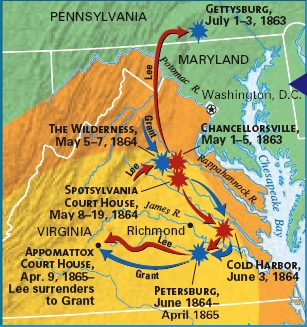 GETTYSBURG,
July 1–3, 1863
PENNSYLVANIA
MARYLAND
Lee
Potomac R.
Washington, D.C.
THE WILDERNESS,
May 5–7, 1864
Grant
CHANCELLORSVILLE,
May 1–5, 1863
Lee
Rappahannock R.
Chesapeake Bay
SPOTSYLVANIA
COURT HOUSE,
May 8–19, 1864
James R.
VIRGINIA
Richmond
Lee
APPOMATTOX
COURT HOUSE,
Apr. 9, 1865–
Lee surrenders
to Grant
Grant
COLD HARBOR,
June 3, 1864
PETERSBURG,
June 1864–
April 1865